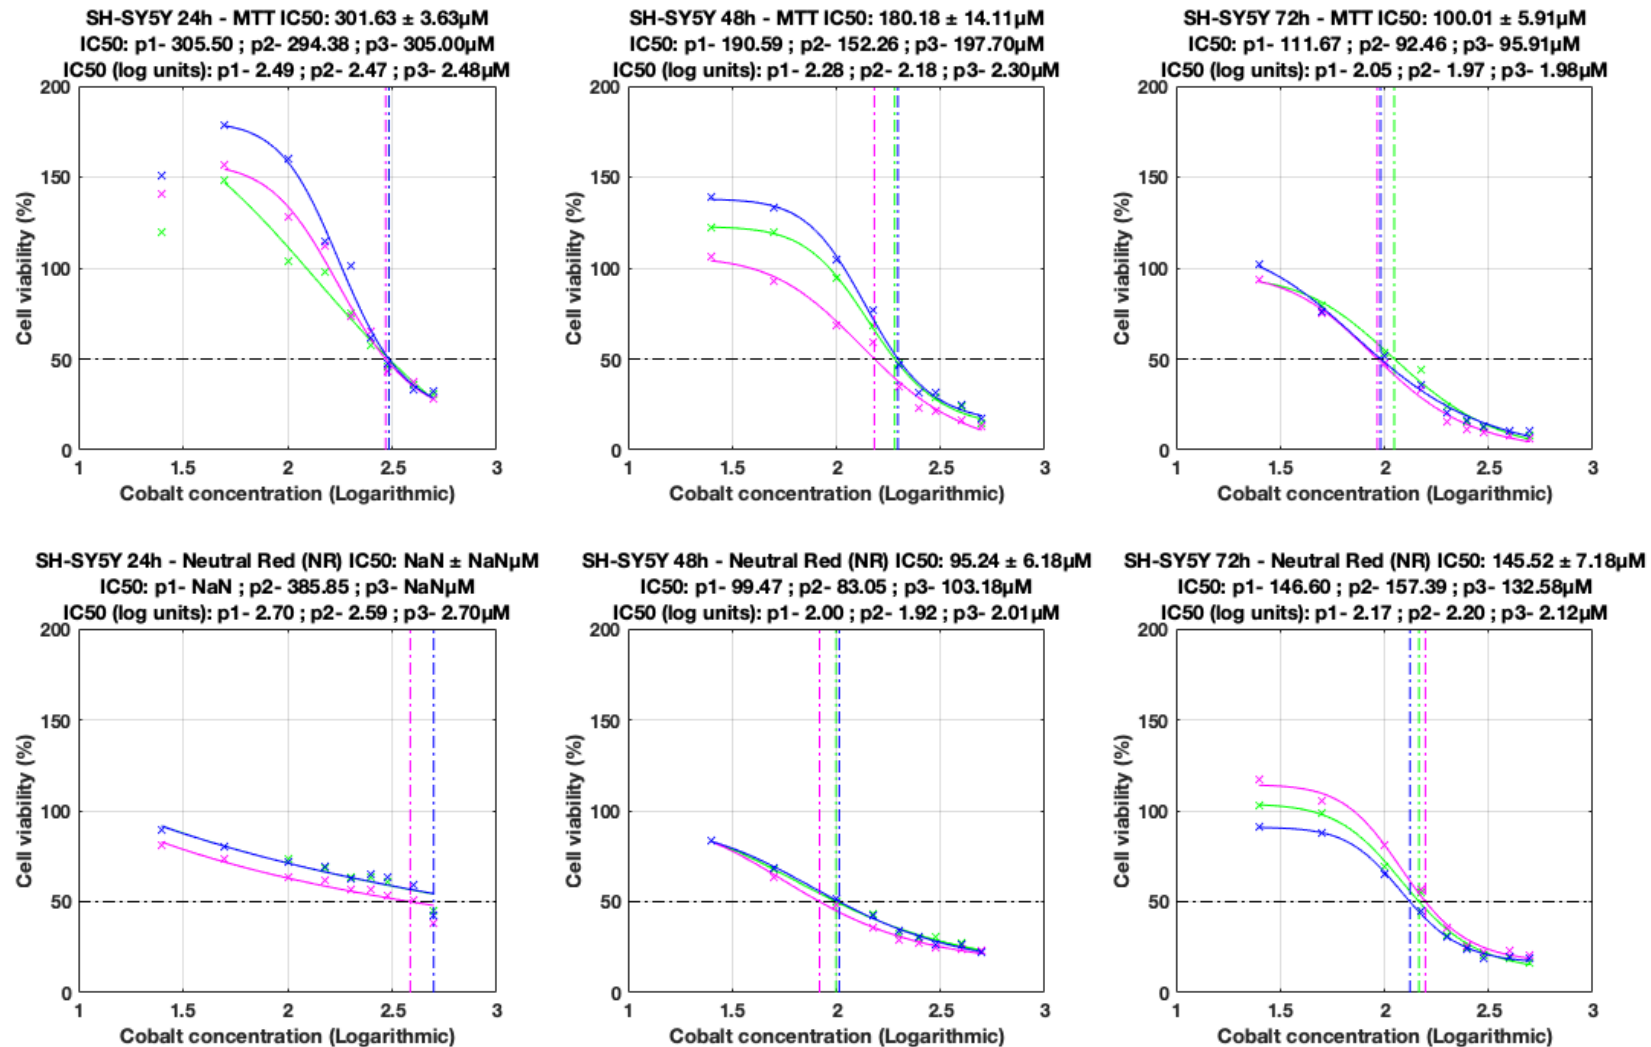 SH-SY5Y 24h - MTT IC50: 301.63 ± 3.63µM
IC50: p1- 305.50 ; p2- 294.38 ; p3- 305.00µM
IC50 (log units): p1- 2.49 ; p2- 2.47 ; p3- 2.48µM
200
150
100
50
0
Cell viability (%)
1
1.5
2
2.5
3
Cobalt concentration (Logarithmic)
SH-SY5Y 48h - MTT IC50: 180.18 ± 14.11µM
IC50: p1- 190.59 ; p2- 152.26 ; p3- 197.70µM
IC50 (log units): p1- 2.28 ; p2- 2.18 ; p3- 2.30µM
200
150
100
50
0
Cell viability (%)
1
1.5
2
2.5
3
Cobalt concentration (Logarithmic)
SH-SY5Y 72h - MTT IC50: 100.01 ± 5.91µM
IC50: p1- 111.67 ; p2- 92.46 ; p3- 95.91µM
IC50 (log units): p1- 2.05 ; p2- 1.97 ; p3- 1.98µM
200
150
100
50
0
Cell viability (%)
1
1.5
2
2.5
3
Cobalt concentration (Logarithmic)
SH-SY5Y 24h - Neutral Red (NR) IC50: NaN ± NaNµM
IC50: p1- NaN ; p2- 385.85 ; p3- NaNµM
IC50 (log units): p1- 2.70 ; p2- 2.59 ; p3- 2.70µM
200
150
100
50
0
Cell viability (%)
1
1.5
2
2.5
3
Cobalt concentration (Logarithmic)
SH-SY5Y 48h - Neutral Red (NR) IC50: 95.24 ± 6.18µM
IC50: p1- 99.47 ; p2- 83.05 ; p3- 103.18µM
IC50 (log units): p1- 2.00 ; p2- 1.92 ; p3- 2.01µM
200
150
100
50
0
Cell viability (%)
1
1.5
2
2.5
3
Cobalt concentration (Logarithmic)
SH-SY5Y 72h - Neutral Red (NR) IC50: 145.52 ± 7.18µM
IC50: p1- 146.60 ; p2- 157.39 ; p3- 132.58µM
IC50 (log units): p1- 2.17 ; p2- 2.20 ; p3- 2.12µM
200
150
100
50
0
Cell viability (%)
1
1.5
2
2.5
3
Cobalt concentration (Logarithmic)